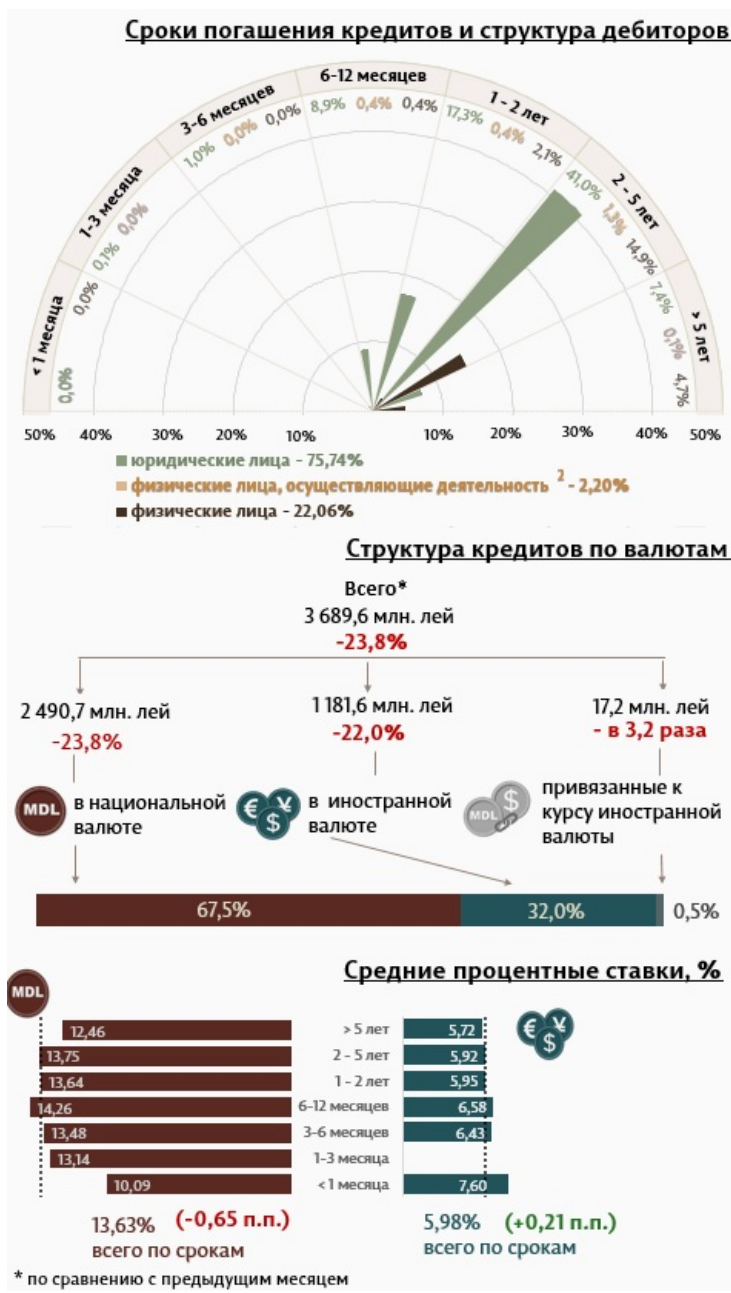 Сроки погашения кредитов и структура дебиторов
< 1 месяца
1-3 месяца
3-6 месяцев
6-12 месяцев
1 - 2 лет
2 - 5 лет
> 5 лет
0,0%
0,0%
0,1%
0,0%
1,0%
0,0%
0,0%
8,9%
0,4%
0,4%
17,3%
0,4%
2,1%
41,0%
1,3%
14,9%
7,4%
0,1%
4,7%
50% 40% 30% 20% 10% 10% 20% 30% 40% 50%
юридические лица - 75,74%
физические лица, осуществляющие деятельность 2 - 2,20%
физические лица - 22,06%
Структура кредитов по валютам
Всего*
3 689,6 млн. лей
-23,8%
2 490,7 млн. лей
-23,8%
1 181,6 млн. лей
-22,0%
17,2 млн. лей
- в 3,2 раза
MDL
в национальной
валюте
€ ¥ $
в иностранной
валюте
MDL $
привязанные к
курсу иностранной
валюты
67,5% 32,0% 0,5%
Средние процентные ставки, %
MDL
€ ¥ $
12,46 > 5 лет 5,72
13,75 2 - 5 лет 5,92
13,64 1 - 2 лет 5,95
14,26 6-12 месяцев 6,58
13,48 3-6 месяцев 6,43
13,14 1-3 месяца
10,09 < 1 месяца 7,60
13,63% (-0,65 п.п.)
всего по срокам
5,98% (+0,21 п.п.)
всего по срокам
* по сравнению с предыдущим месяцем